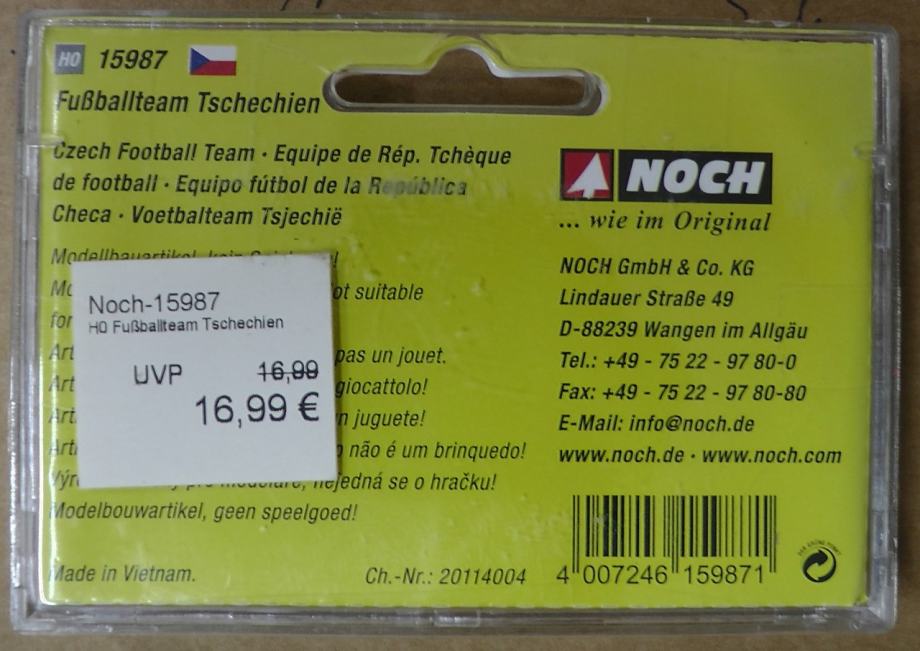 H0 15987
Fußballteam Tschechien
Czech Football Team · Equipe de Rép. Tchèque
de football · Equipo fútbol de la República
Checa · Voetbalteam Tsjechië
Modellbauartikel, kein
ot suitable
for
pas un jouet.
giocattolo!
juguete!
não é um brinquedo!
pro modeláře, nejedná se o hračku!
Modelbouwartikel, geen speelgoed!
Made in Vietnam.
Ch.-Nr.: 20114004
Noch-15987
H0 Fußballteam Tschechien
UVP 16,99
16,99 €
NOCH
... wie im Original
NOCH GmbH & Co. KG
Lindauer Straße 49
D-88239 Wangen im Allgäu
Tel.: +49 - 75 22 - 97 80-0
Fax: +49 - 75 22 - 97 80-80
E-Mail: info@noch.de
www.noch.de · www.noch.com
4 007246 159871